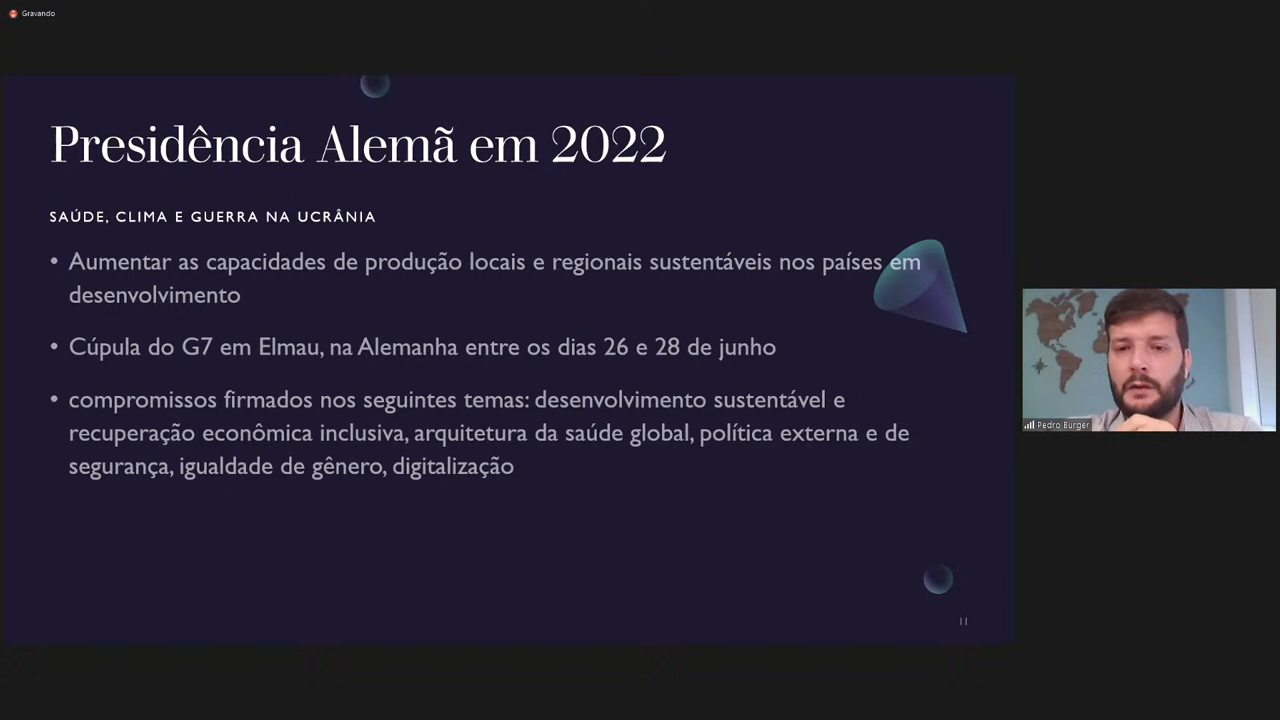 Gravando
Presidência Alemã em 2022
SAÚDE, CLIMA E GUERRA NA UCRÂNIA
• Aumentar as capacidades de produção locais e regionais sustentáveis nos países em
desenvolvimento
• Cúpula do G7 em Elmau, na Alemanha entre os dias 26 e 28 de junho
• compromissos firmados nos seguintes temas: desenvolvimento sustentável e
recuperação econômica inclusiva, arquitetura da saúde global, política externa e de
segurança, igualdade de gênero, digitalização
Pedro Burger
11